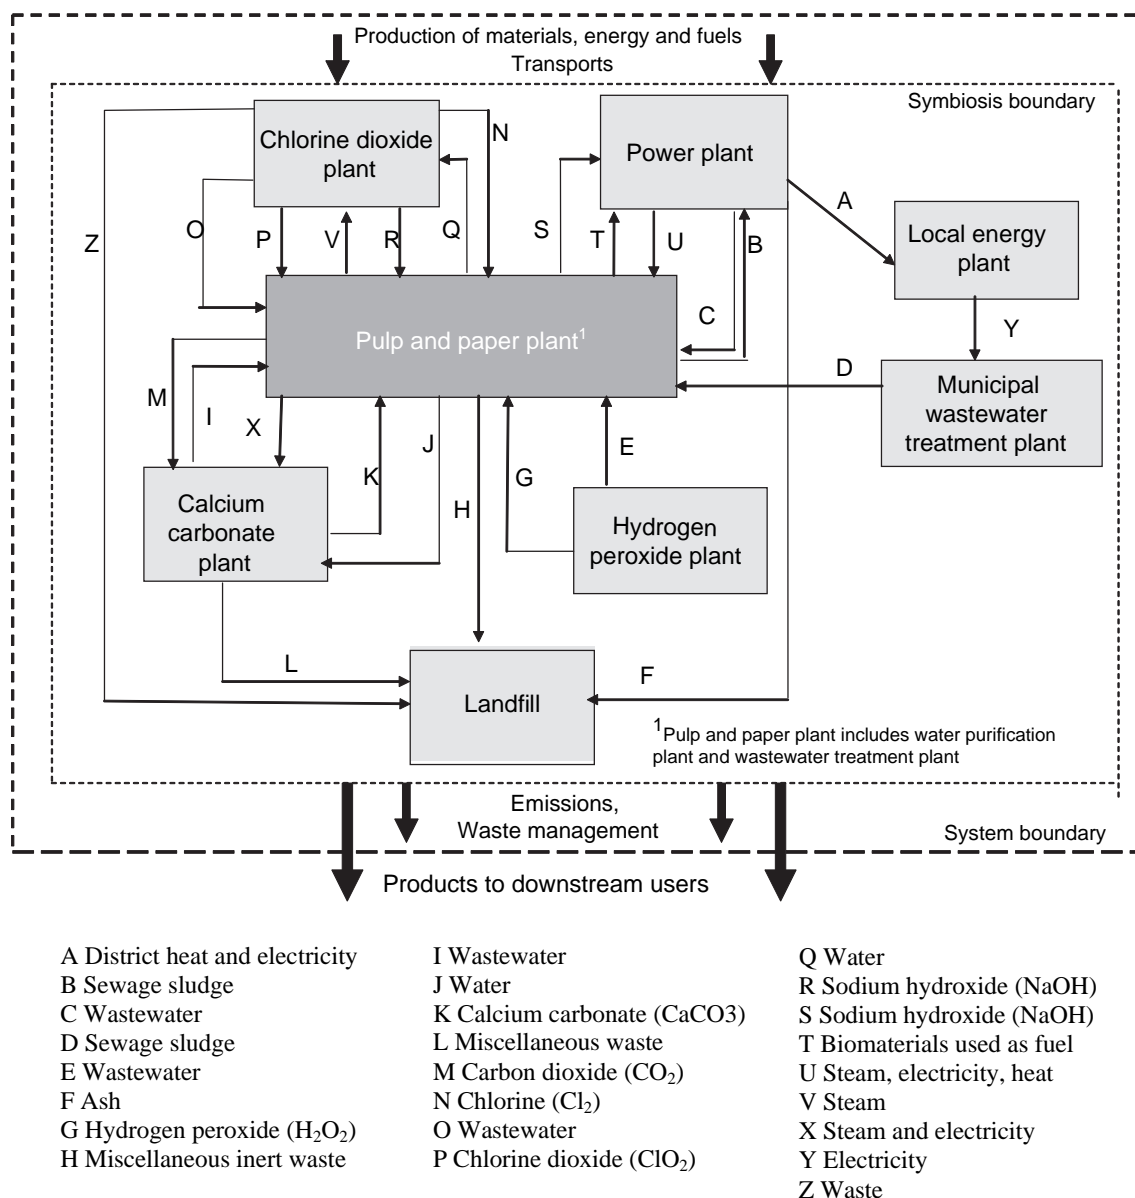 Production of materials, energy and fuels
Transports
Symbiosis boundary
Chlorine dioxide
plant
N
Power plant
A
Z
O
P
V
R
Q
S
T
U
B
Local energy
plant
C
Y
Pulp and paper plant¹
D
Municipal
wastewater
treatment plant
M
I
X
K
J
H
G
E
Calcium
carbonate
plant
Hydrogen
peroxide plant
L
F
Landfill
¹Pulp and paper plant includes water purification
plant and wastewater treatment plant
Emissions,
Waste management
System boundary
Products to downstream users
A District heat and electricity
B Sewage sludge
C Wastewater
D Sewage sludge
E Wastewater
F Ash
G Hydrogen peroxide (H₂O₂)
H Miscellaneous inert waste
I Wastewater
J Water
K Calcium carbonate (CaCO3)
L Miscellaneous waste
M Carbon dioxide (CO₂)
N Chlorine (Cl₂)
O Wastewater
P Chlorine dioxide (ClO₂)
Q Water
R Sodium hydroxide (NaOH)
S Sodium hydroxide (NaOH)
T Biomaterials used as fuel
U Steam, electricity, heat
V Steam
X Steam and electricity
Y Electricity
Z Waste